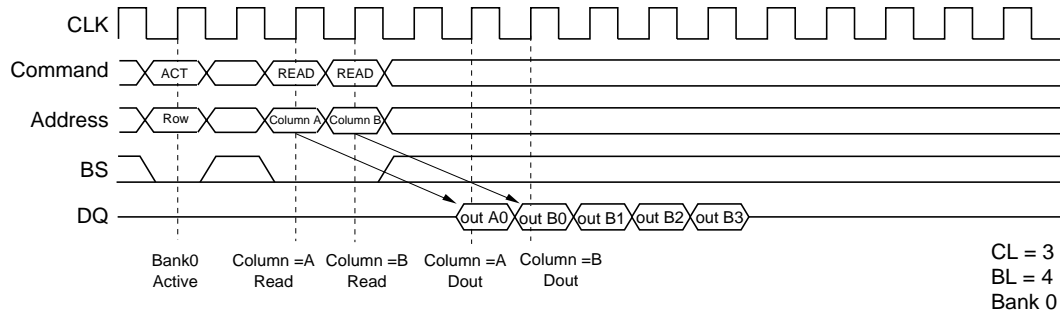 CLK
Command ACT READ READ
Address Row Column A Column B
BS
DQ out A0 out B0 out B1 out B2 out B3
Bank0 Column =A Column =B Column =A Column =B
Active Read Read Dout Dout
CL = 3
BL = 4
Bank 0